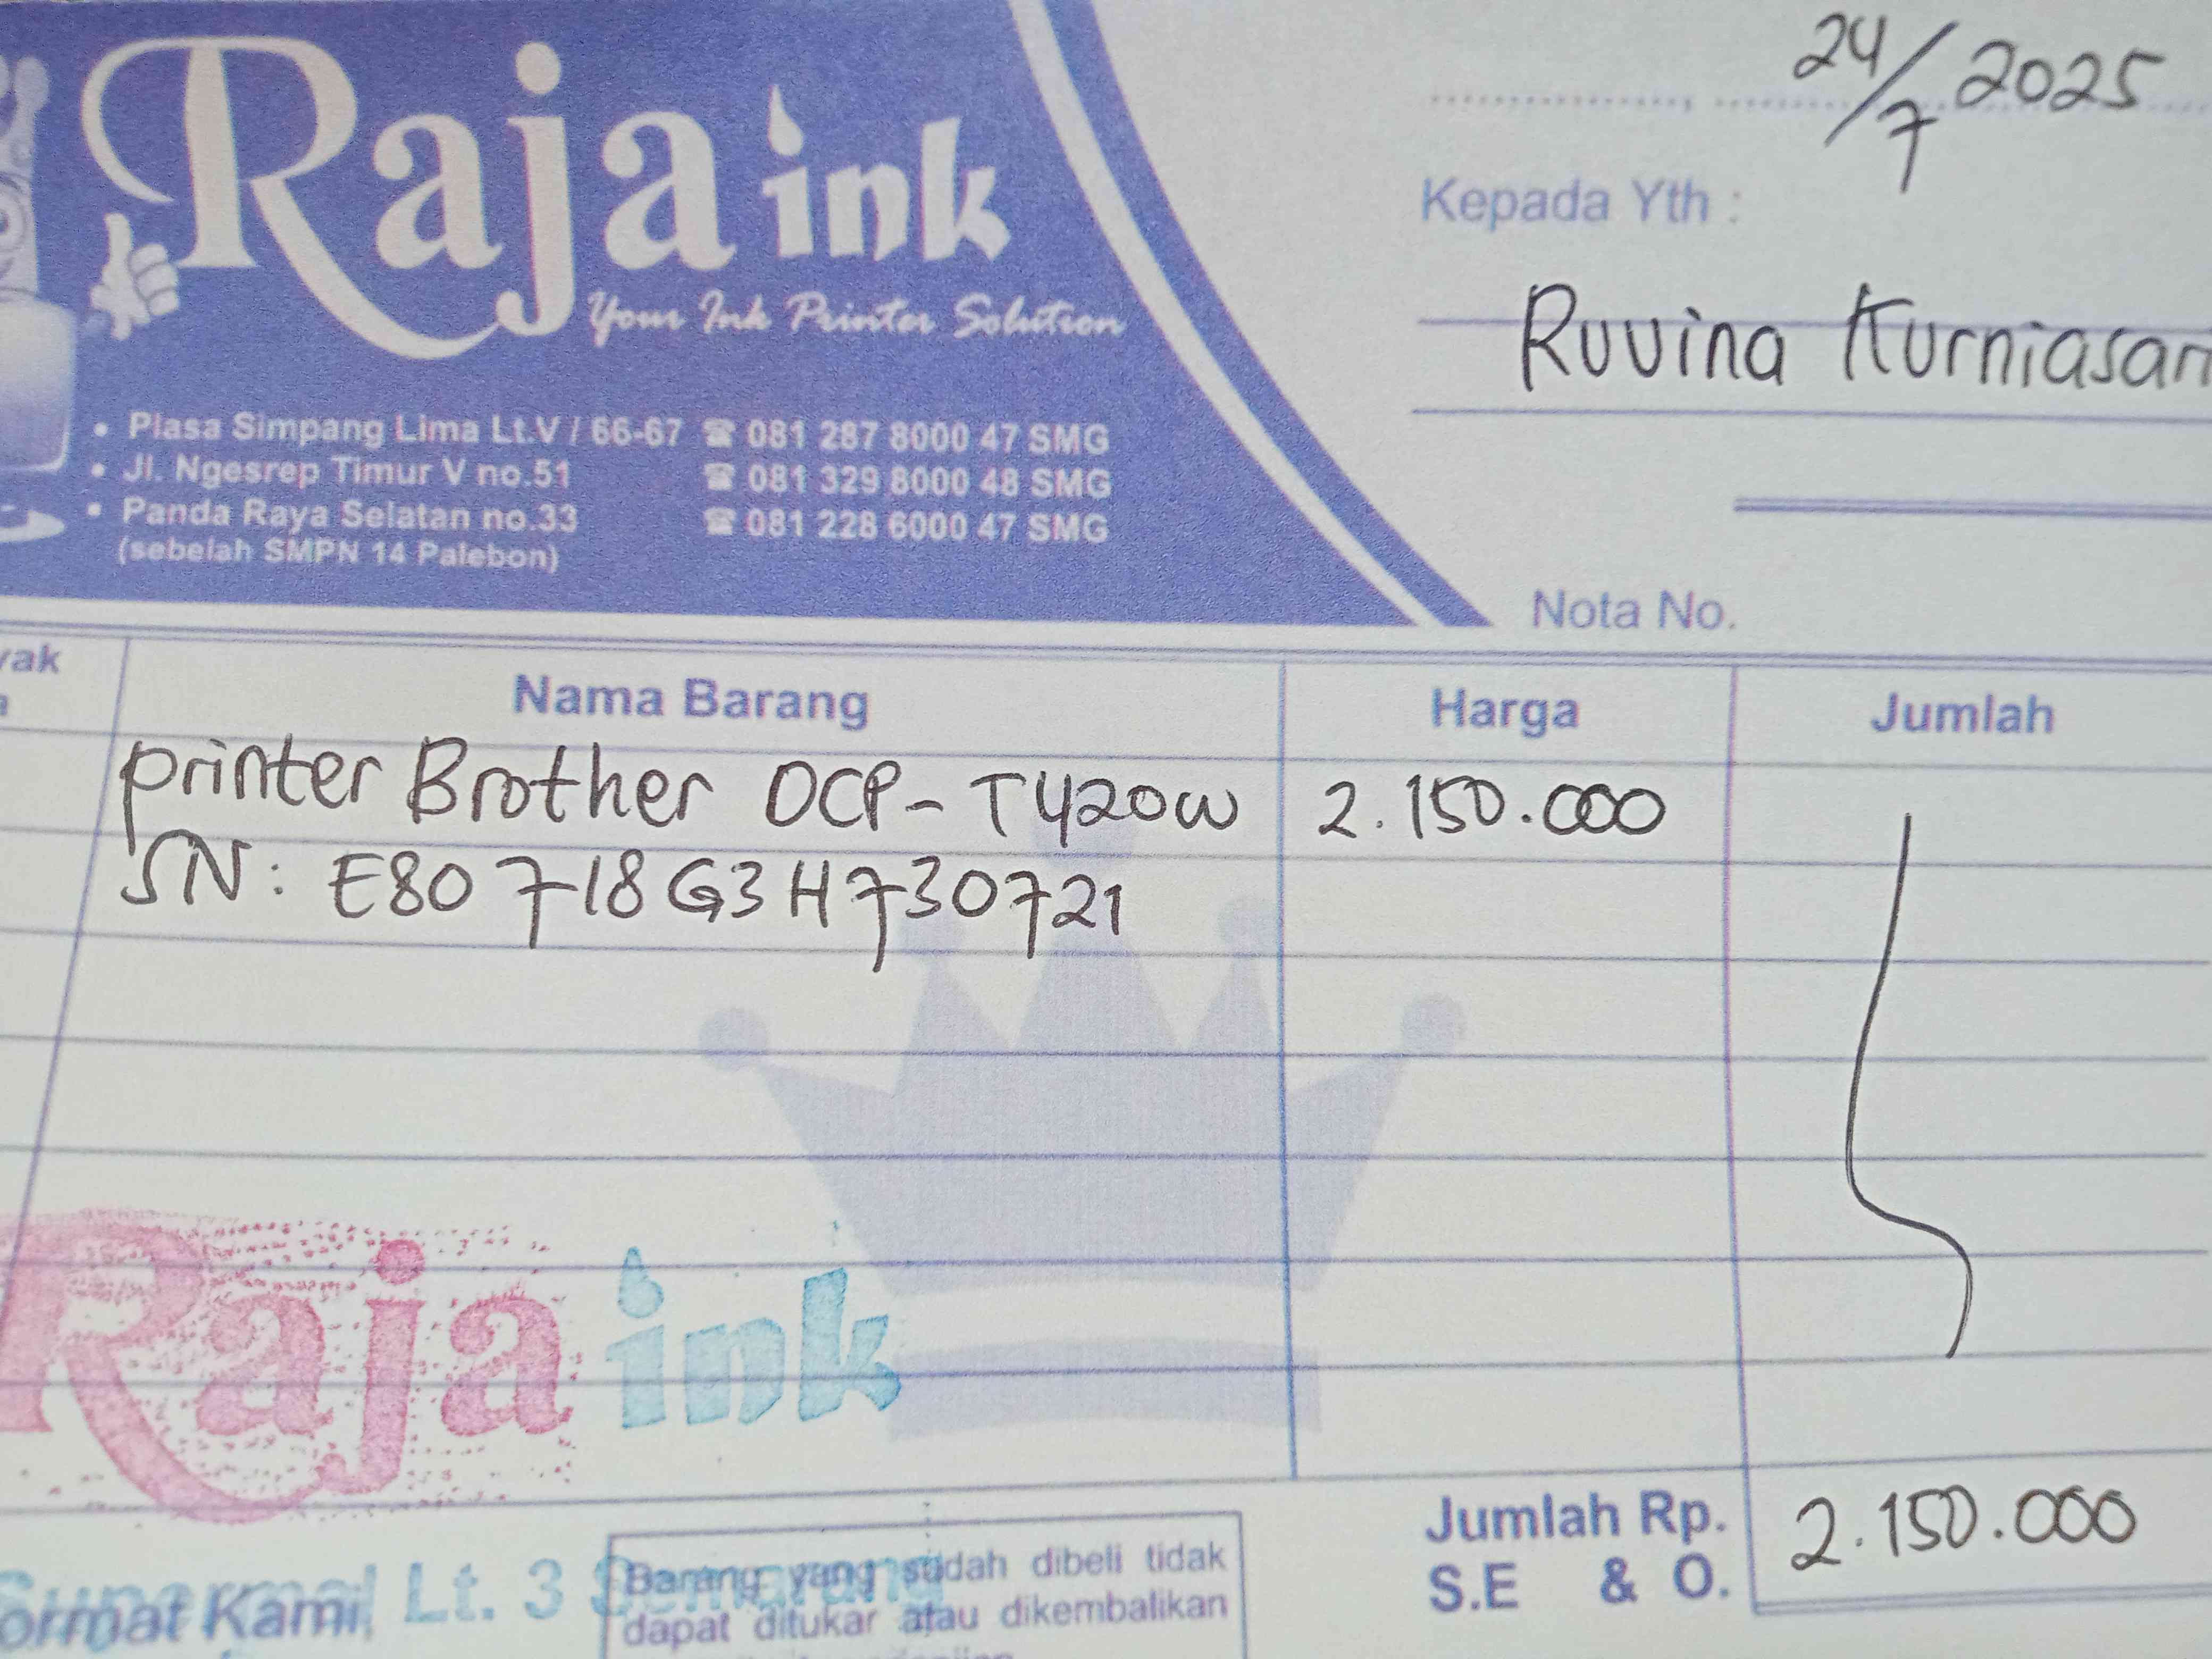 Raja ink
Your Ink Printer Solution
24/7 2025
Kepada Yth :
Ruvina Kurniasari
• Plasa Simpang Lima Lt.V / 66-67 ☎ 081 287 8000 47 SMG
• Jl. Ngesrep Timur V no.51 ☎ 081 329 8000 48 SMG
• Panda Raya Selatan no.33 ☎ 081 228 6000 47 SMG
(sebelah SMPN 14 Palebon)
Nota No.
Nama Barang Harga Jumlah
printer Brother DCP-T420W 2.150.000
SN: E80718G3H730721
Raja ink
Jumlah Rp. 2.150.000
S.E & O.
Supermal Lt. 3 Semarang
ormat Kami,
Barang yang sudah dibeli tidak
dapat ditukar atau dikembalikan